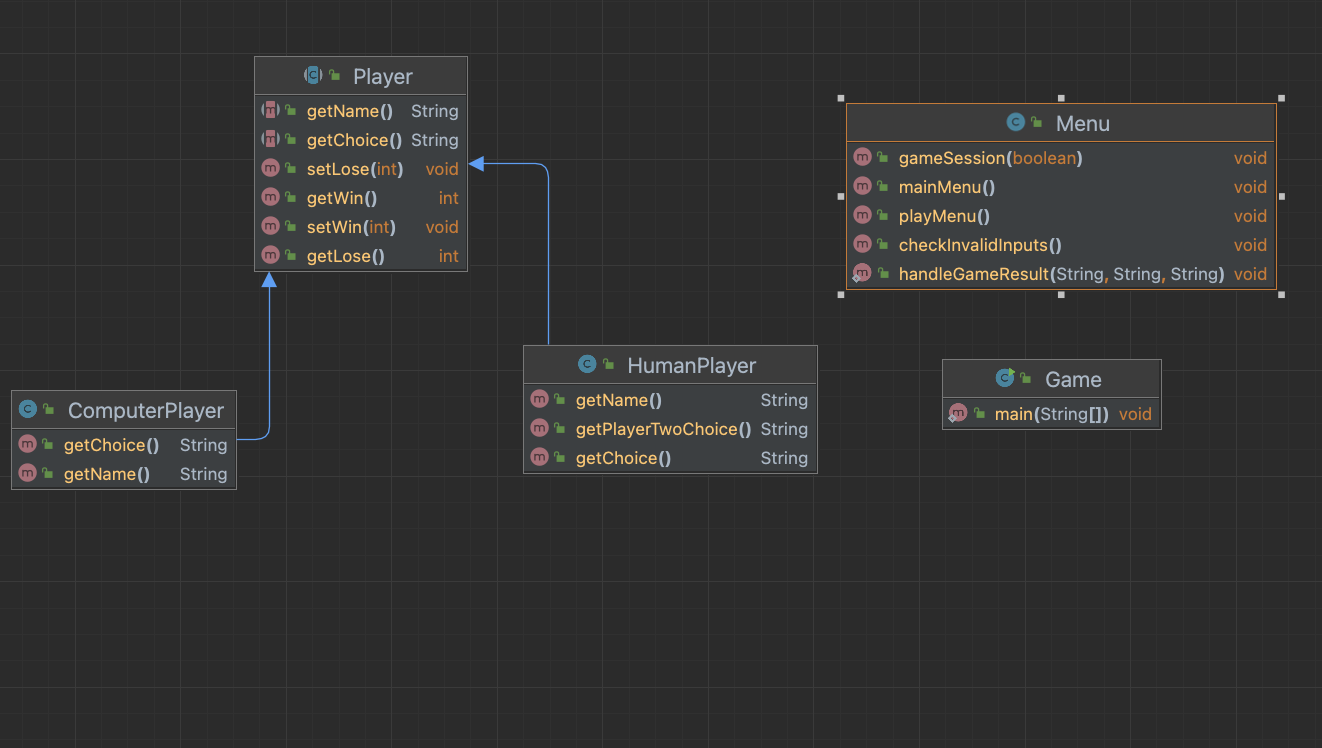 Player
getName() String
getChoice() String
setLose(int) void
getWin() int
setWin(int) void
getLose() int
Menu
gameSession(boolean) void
mainMenu() void
playMenu() void
checkInvalidInputs() void
handleGameResult(String, String, String) void
HumanPlayer
getName() String
getPlayerTwoChoice() String
getChoice() String
Game
main(String[]) void
ComputerPlayer
getChoice() String
getName() String